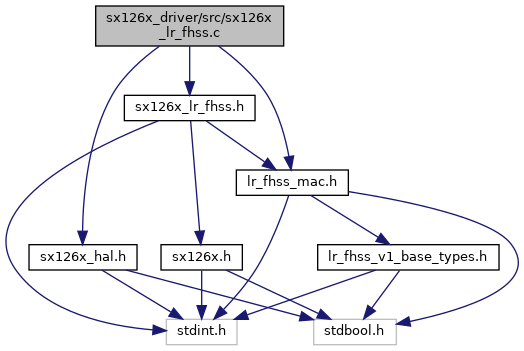 sx126x_driver/src/sx126x
_lr_fhss.c
sx126x_lr_fhss.h
lr_fhss_mac.h
sx126x_hal.h
sx126x.h
lr_fhss_v1_base_types.h
stdint.h
stdbool.h